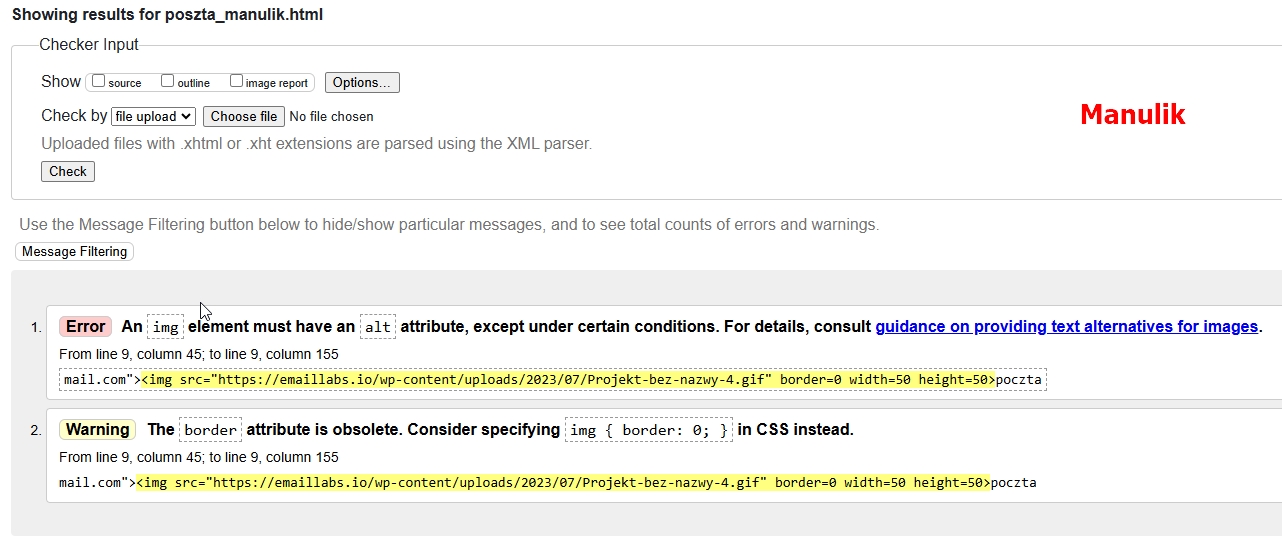 Showing results for poszta_manulik.html
Checker Input
Show source outline image report Options...
Check by file upload Choose file No file chosen
Manulik
Uploaded files with .xhtml or .xht extensions are parsed using the XML parser.
Check
Use the Message Filtering button below to hide/show particular messages, and to see total counts of errors and warnings.
Message Filtering
1. Error An img element must have an alt attribute, except under certain conditions. For details, consult guidance on providing text alternatives for images.
From line 9, column 45; to line 9, column 155
mail.com"><img src="https://emaillabs.io/wp-content/uploads/2023/07/Projekt-bez-nazwy-4.gif" border=0 width=50 height=50>poczta
2. Warning The border attribute is obsolete. Consider specifying img { border: 0; } in CSS instead.
From line 9, column 45; to line 9, column 155
mail.com"><img src="https://emaillabs.io/wp-content/uploads/2023/07/Projekt-bez-nazwy-4.gif" border=0 width=50 height=50>poczta